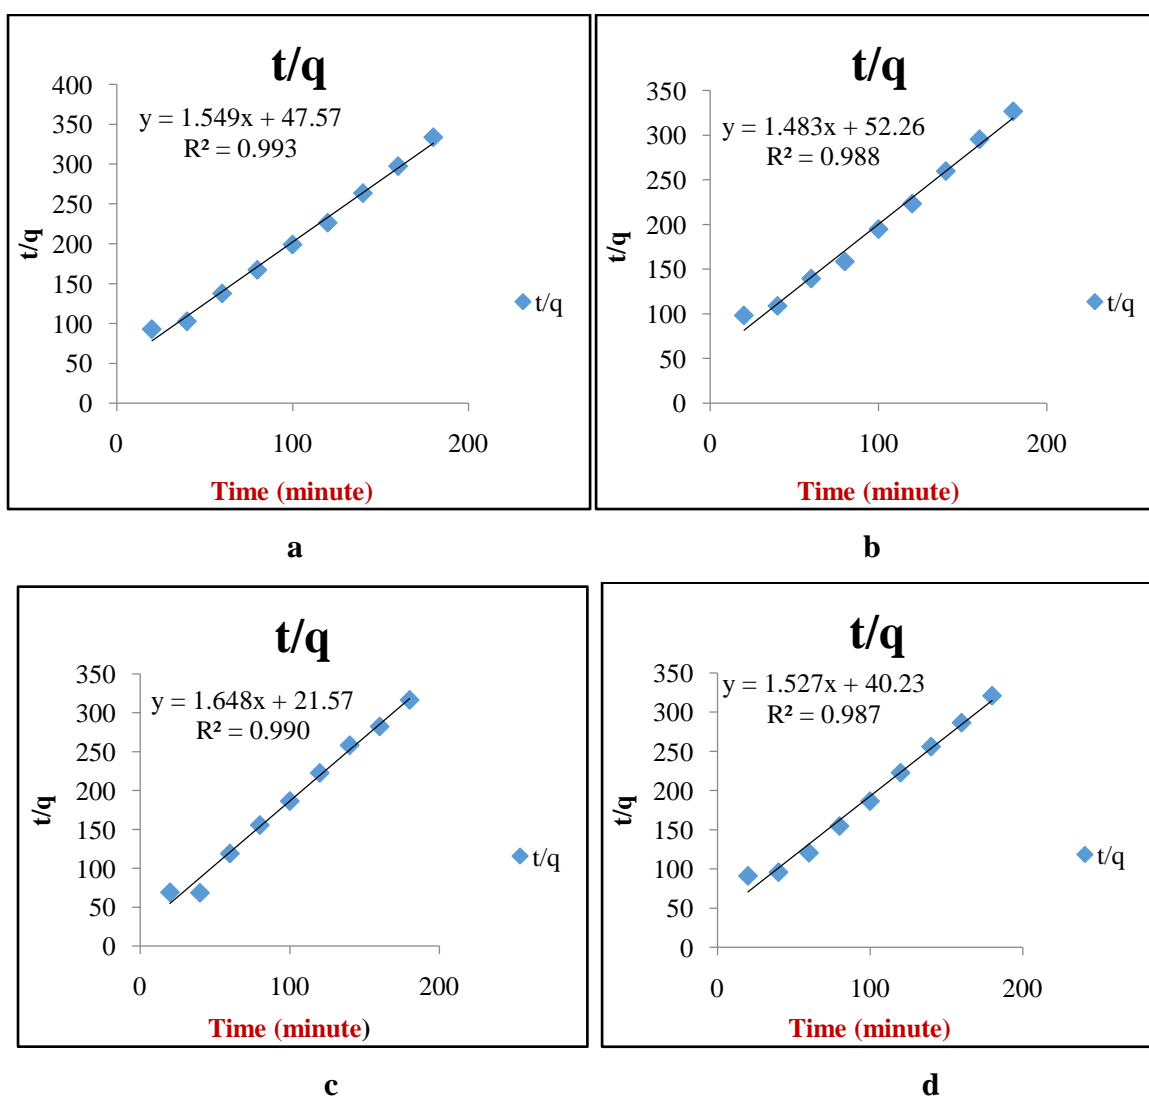 t/q
400
350
300
250
200
150
100
50
0
y = 1.549x + 47.57
R² = 0.993
t/q
t/q
0 100 200
Time (minute)
a
t/q
350
300
250
200
150
100
50
0
y = 1.483x + 52.26
R² = 0.988
t/q
t/q
0 100 200
Time (minute)
b
t/q
350
300
250
200
150
100
50
0
y = 1.648x + 21.57
R² = 0.990
t/q
t/q
0 100 200
Time (minute)
c
t/q
350
300
250
200
150
100
50
0
y = 1.527x + 40.23
R² = 0.987
t/q
t/q
0 100 200
Time (minute)
d